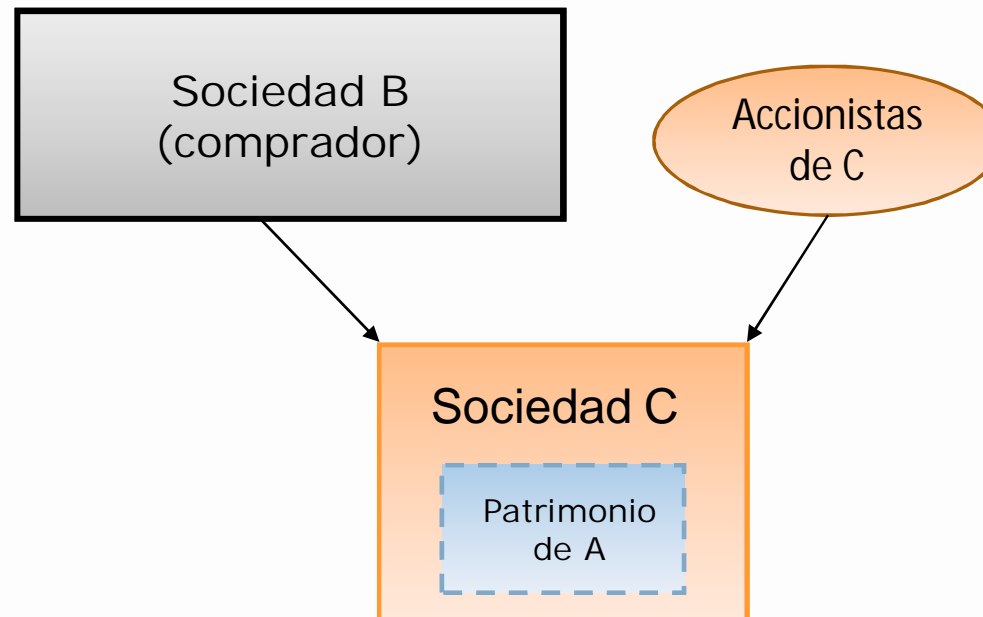 Sociedad B
(comprador)
Accionistas
de C
Sociedad C
Patrimonio
de A